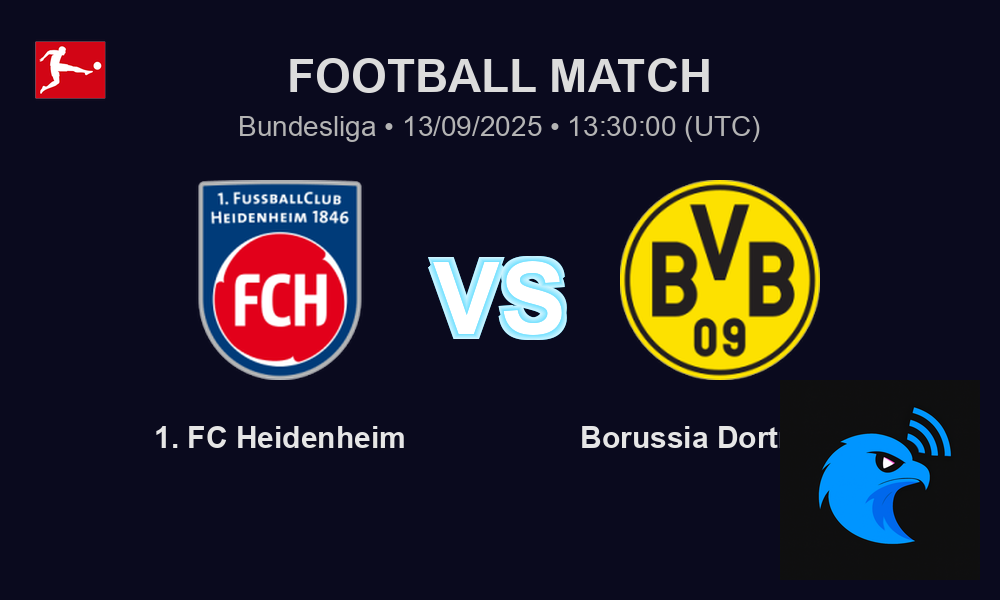 FOOTBALL MATCH
Bundesliga • 13/09/2025 • 13:30:00 (UTC)
1. FUSSBALLCLUB
HEIDENHEIM 1846
FCH
VS
BVB
09
1. FC Heidenheim
Borussia